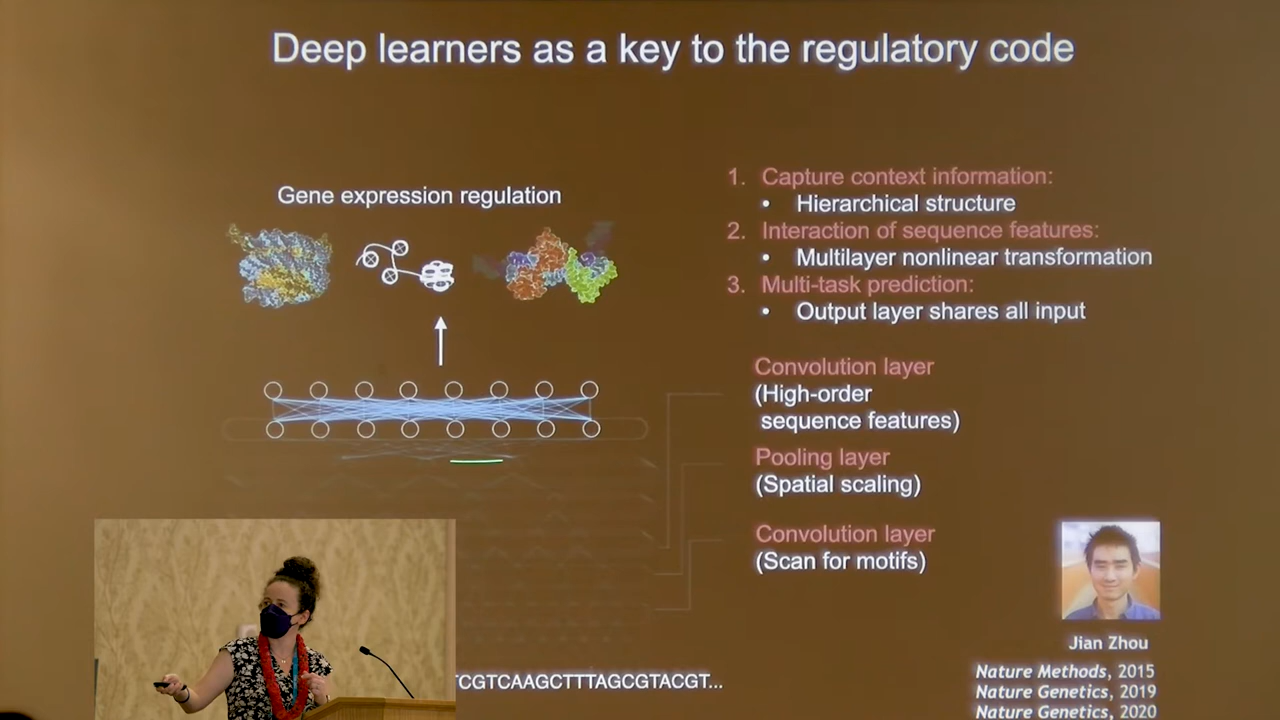 Deep learners as a key to the regulatory code
Gene expression regulation
1. Capture context information:
• Hierarchical structure
2. Interaction of sequence features:
• Multilayer nonlinear transformation
3. Multi-task prediction:
• Output layer shares all input
Convolution layer
(High-order
sequence features)
Pooling layer
(Spatial scaling)
Convolution layer
(Scan for motifs)
TCGTCAAGCTTTAGCGTACGT...
Jian Zhou
Nature Methods, 2015
Nature Genetics, 2019
Nature Genetics, 2020